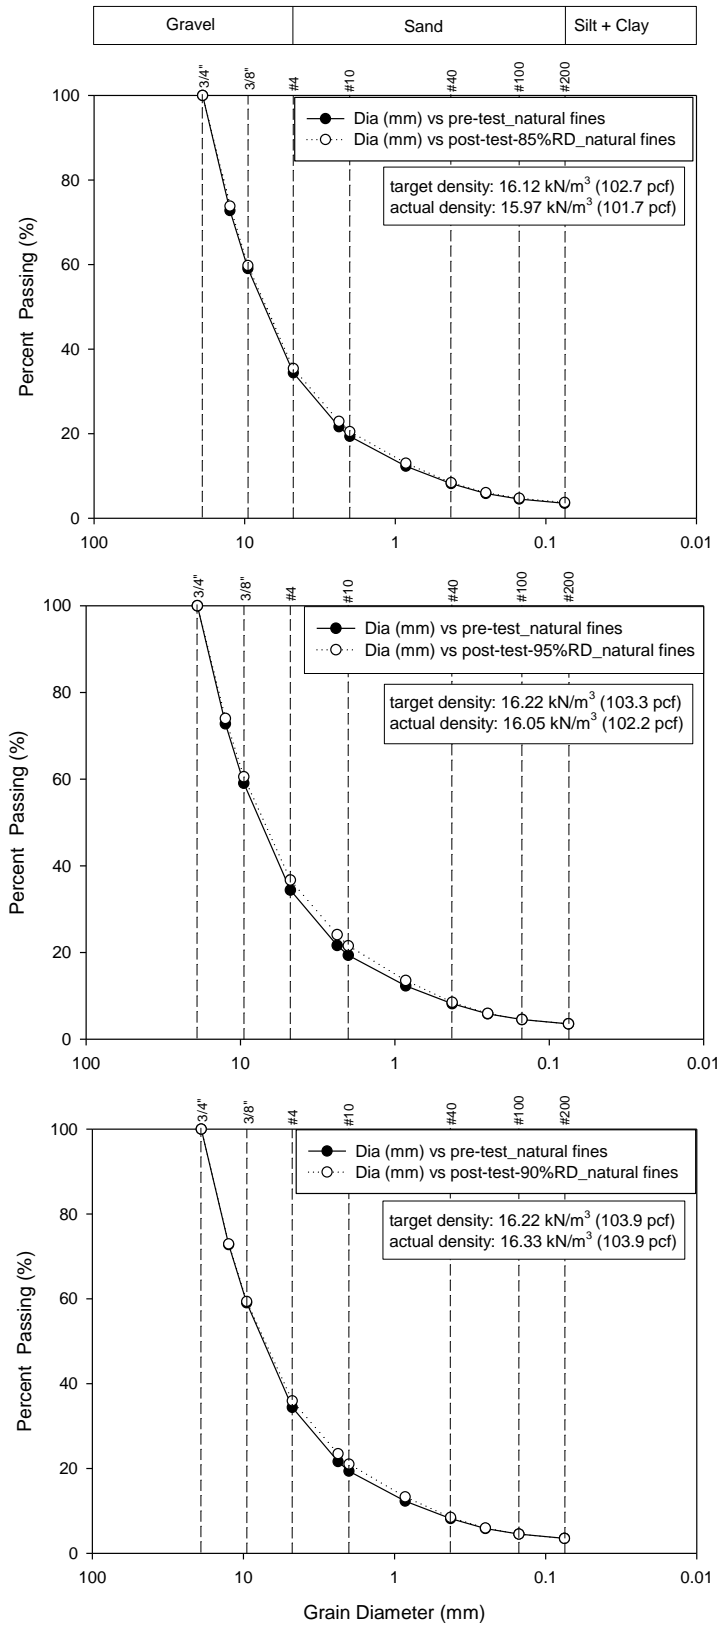 Gravel Sand Silt + Clay
3/4" 3/8" #4 #10 #40 #100 #200
100
Dia (mm) vs pre-test_natural fines
Dia (mm) vs post-test-85%RD_natural fines
target density: 16.12 kN/m³ (102.7 pcf)
80
actual density: 15.97 kN/m³ (101.7 pcf)
60
Percent Passing (%)
40
20
0
100 10 1 0.1 0.01
3/4" 3/8" #4 #10 #40 #100 #200
100
Dia (mm) vs pre-test_natural fines
Dia (mm) vs post-test-95%RD_natural fines
target density: 16.22 kN/m³ (103.3 pcf)
80
actual density: 16.05 kN/m³ (102.2 pcf)
60
Percent Passing (%)
40
20
0
100 10 1 0.1 0.01
3/4" 3/8" #4 #10 #40 #100 #200
100
Dia (mm) vs pre-test_natural fines
Dia (mm) vs post-test-90%RD_natural fines
target density: 16.22 kN/m³ (103.9 pcf)
80
actual density: 16.33 kN/m³ (103.9 pcf)
60
Percent Passing (%)
40
20
0
100 10 1 0.1 0.01
Grain Diameter (mm)